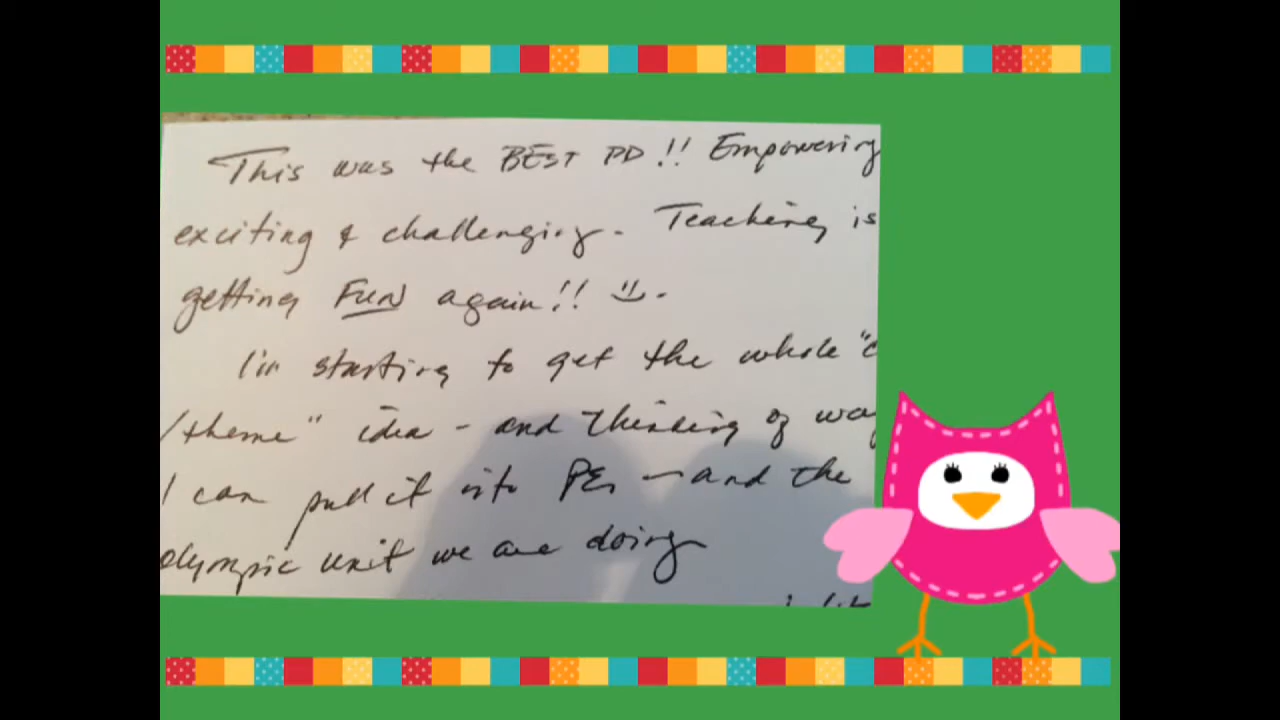 This was the BEST PD!! Empowering
exciting & challenging. Teaching is
getting FUN again!! 
I'm starting to get the whole "c
/theme" idea - and thinking of way
I can pull it into PE, - and the
olympic unit we are doing